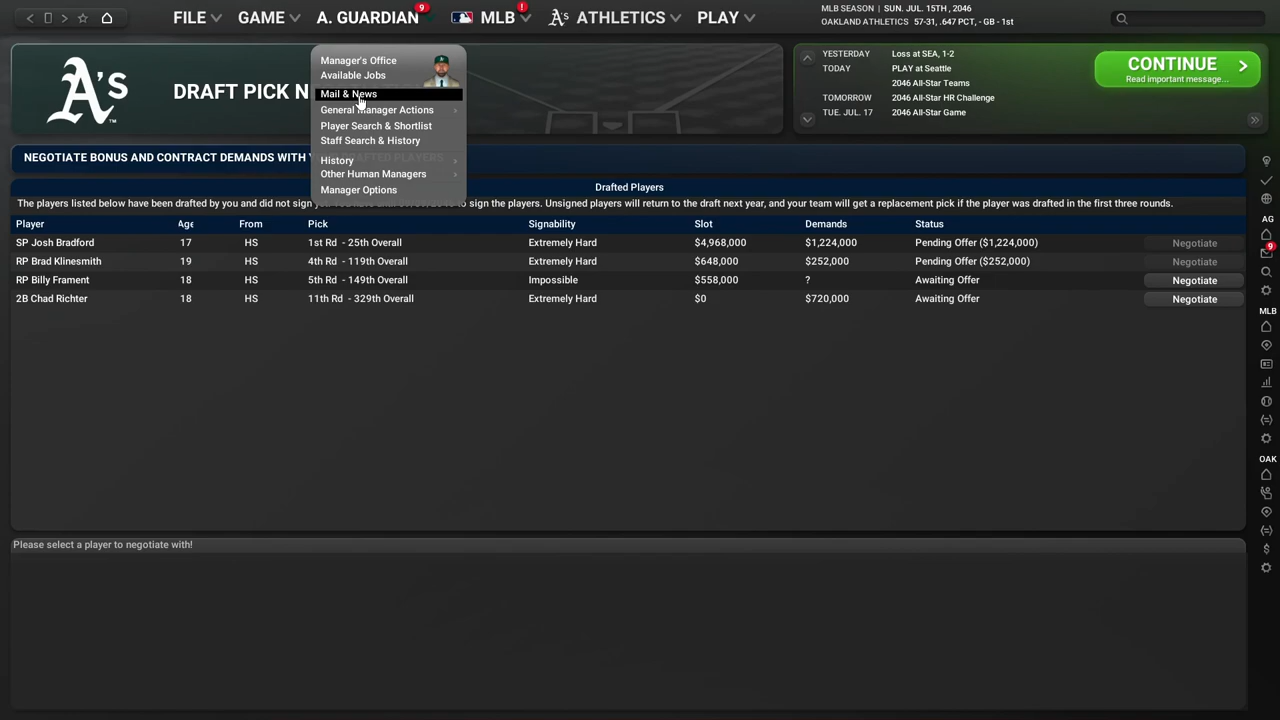 FILE
GAME
A. GUARDIAN
9
MLB
!
A's
ATHLETICS
PLAY
MLB SEASON | SUN. JUL. 15TH , 2046
OAKLAND ATHLETICS 57-31, .647 PCT, - GB - 1st
A's
DRAFT PICK N
Manager's Office
Available Jobs
Mail & News
General Manager Actions
Player Search & Shortlist
Staff Search & History
History
Other Human Managers
Manager Options
YESTERDAY Loss at SEA, 1-2
TODAY PLAY at Seattle
2046 All-Star Teams
TOMORROW 2046 All-Star HR Challenge
TUE. JUL. 17 2046 All-Star Game
CONTINUE
Read important message...
NEGOTIATE BONUS AND CONTRACT DEMANDS WITH YOUR DRAFTED PLAYERS
Drafted Players
The players listed below have been drafted by you and did not sign to sign the players. Unsigned players will return to the draft next year, and your team will get a replacement pick if the player was drafted in the first three rounds.
Player Age From Pick Signability Slot Demands Status
SP Josh Bradford 17 HS 1st Rd - 25th Overall Extremely Hard $4,968,000 $1,224,000 Pending Offer ($1,224,000) Negotiate
RP Brad Klinesmith 19 HS 4th Rd - 119th Overall Extremely Hard $648,000 $252,000 Pending Offer ($252,000) Negotiate
RP Billy Frament 18 HS 5th Rd - 149th Overall Impossible $558,000 ? Awaiting Offer Negotiate
2B Chad Richter 18 HS 11th Rd - 329th Overall Extremely Hard $0 $720,000 Awaiting Offer Negotiate
Please select a player to negotiate with!
AG
9
MLB
OAK